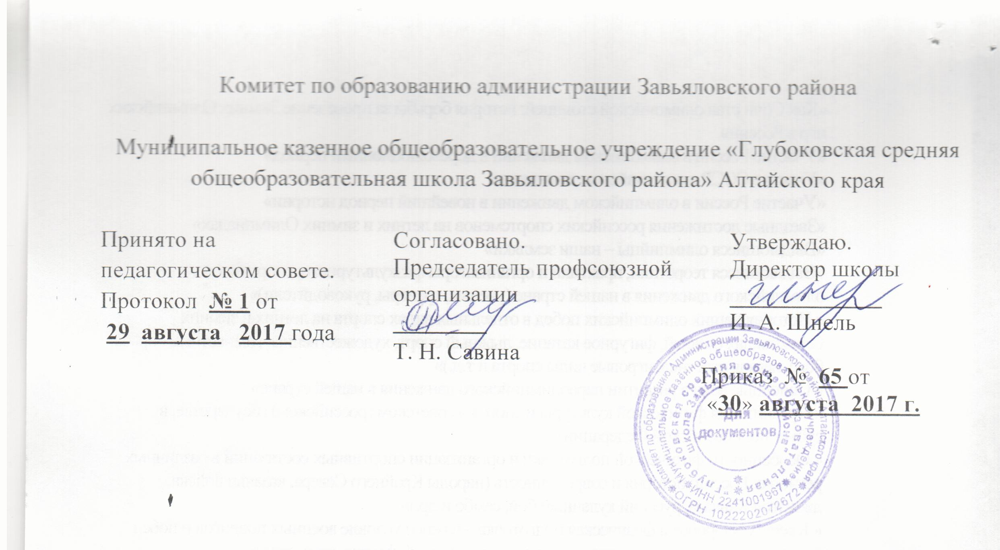 Комитет по образованию администрации Завьяловского района
Муниципальное казенное общеобразовательное учреждение «Глубоковская средняя
общеобразовательная школа Завьяловского района» Алтайского края
Принято на
педагогическом совете.
Протокол № 1 от
29 августа 2017 года
Согласовано.
Председатель профсоюзной
организации
Т. Н. Савина
Утверждаю.
Директор школы
И. А. Шнель
Приказ № 65 от
«30» августа 2017 г.
Комитет по образованию Администрации Завьяловского района Алтайского края
ОГРН 1022202072672
Муниципальное казённое общеобразовательное учреждение
ИНН 2241001967
"Глубоковская средняя общеобразовательная
школа Завьяловского района"
Для
документов